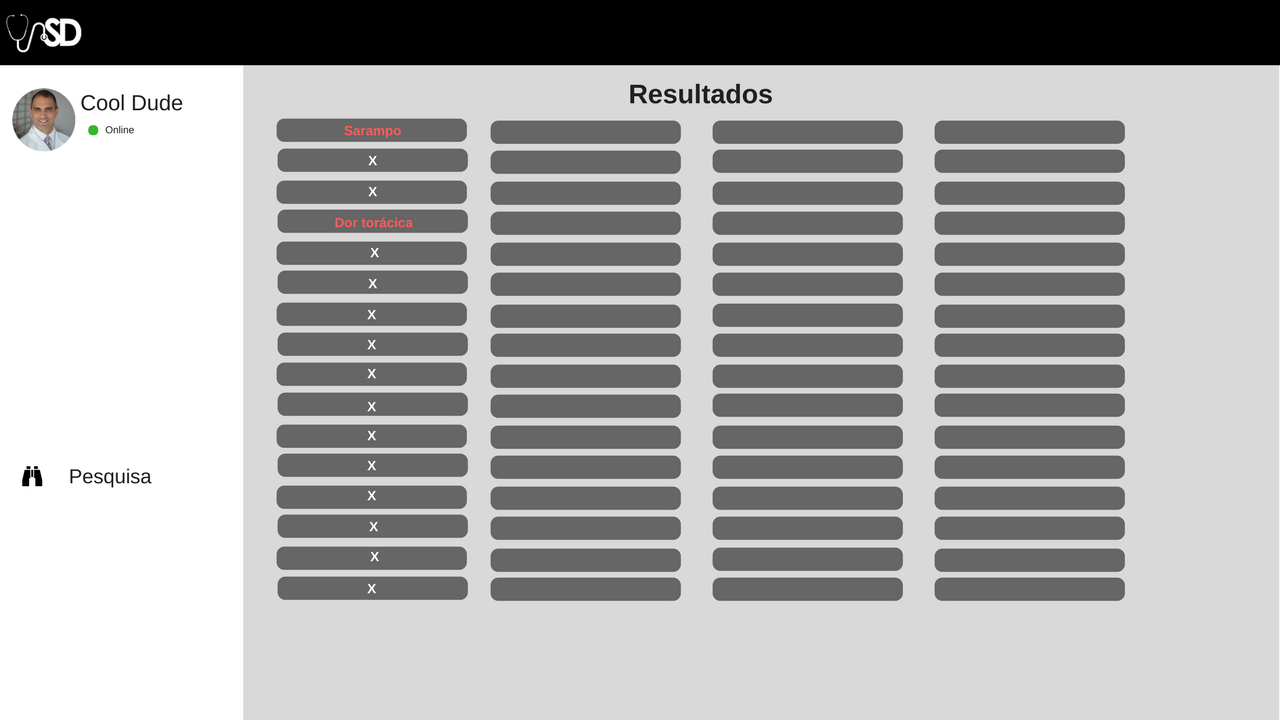 SD
Cool Dude
Online
Resultados
Sarampo
X
X
Dor torácica
X
X
X
X
X
X
X
X
X
X
X
X
Pesquisa